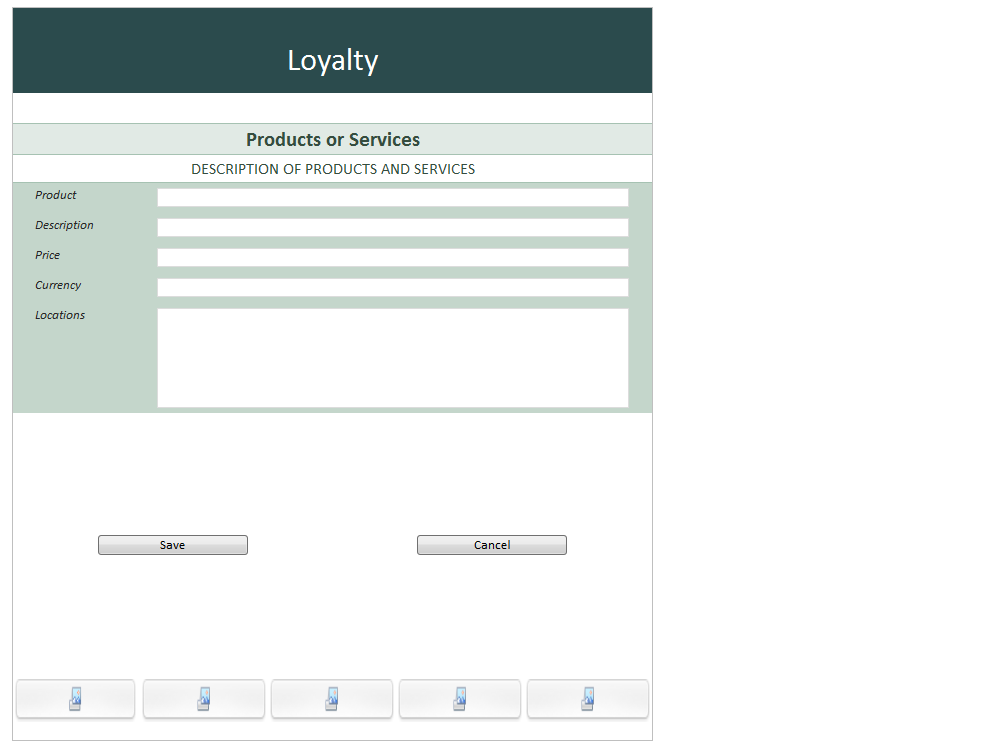 Loyalty
Products or Services
DESCRIPTION OF PRODUCTS AND SERVICES
Product
Description
Price
Currency
Locations
Save Cancel